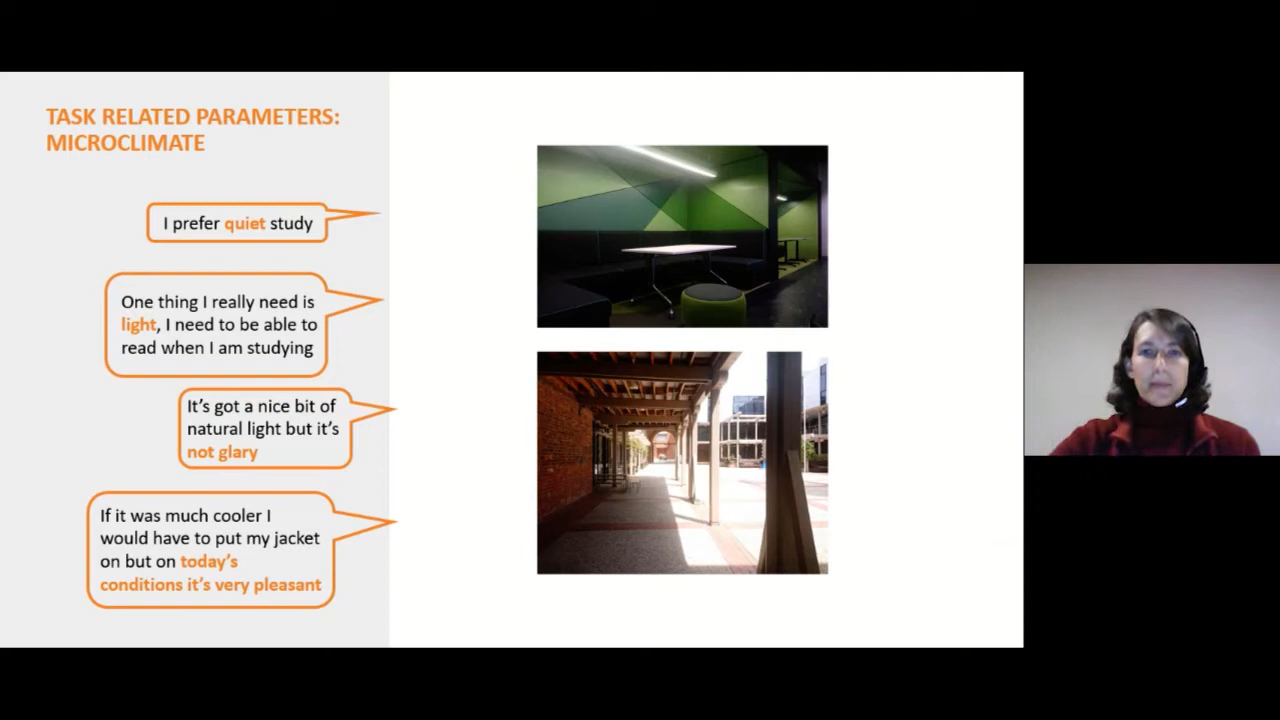 TASK RELATED PARAMETERS:
MICROCLIMATE
I prefer quiet study
One thing I really need is
light, I need to be able to
read when I am studying
It's got a nice bit of
natural light but it's
not glary
If it was much cooler I
would have to put my jacket
on but on today's
conditions it's very pleasant